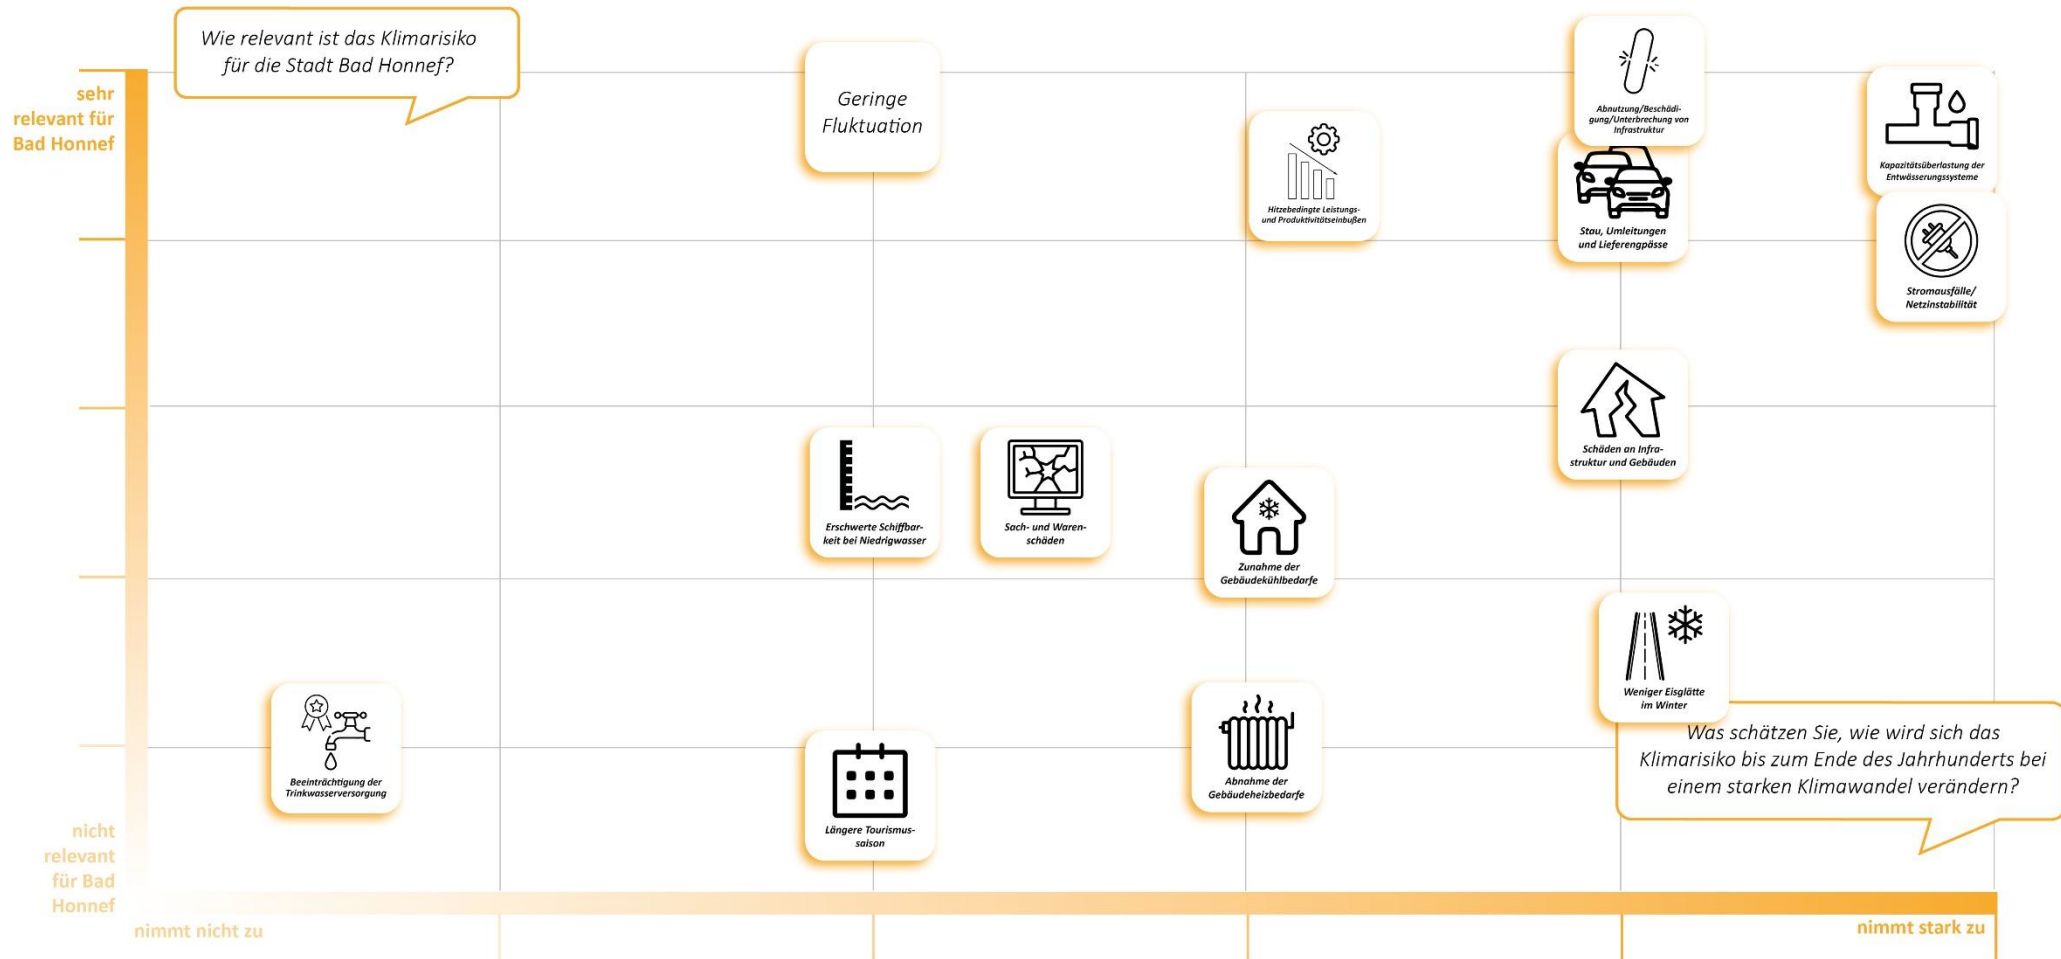 Wie relevant ist das Klimarisiko
für die Stadt Bad Honnef?
sehr
relevant für
Bad Honnef
Geringe
Fluktuation
Hitzebedingte Leistungs-
und Produktivitätseinbußen
Abnutzung/Beschädi-
gung/Unterbrechung von
Infrastruktur
Stau, Umleitungen
und Lieferengpässe
Kapazitätsüberlastung der
Entwässerungssysteme
Stromausfälle/
Netzinstabilität
Schäden an Infra-
struktur und Gebäuden
Erschwerte Schiffbar-
keit bei Niedrigwasser
Sach- und Waren-
schäden
Zunahme der
Gebäudekühlbedarfe
Weniger Eisglätte
im Winter
Beeinträchtigung der
Trinkwasserversorgung
Längere Tourismus-
saison
Abnahme der
Gebäudeheizbedarfe
Was schätzen Sie, wie wird sich das
Klimarisiko bis zum Ende des Jahrhunderts bei
einem starken Klimawandel verändern?
nicht
relevant
für Bad
Honnef
nimmt nicht zu
nimmt stark zu